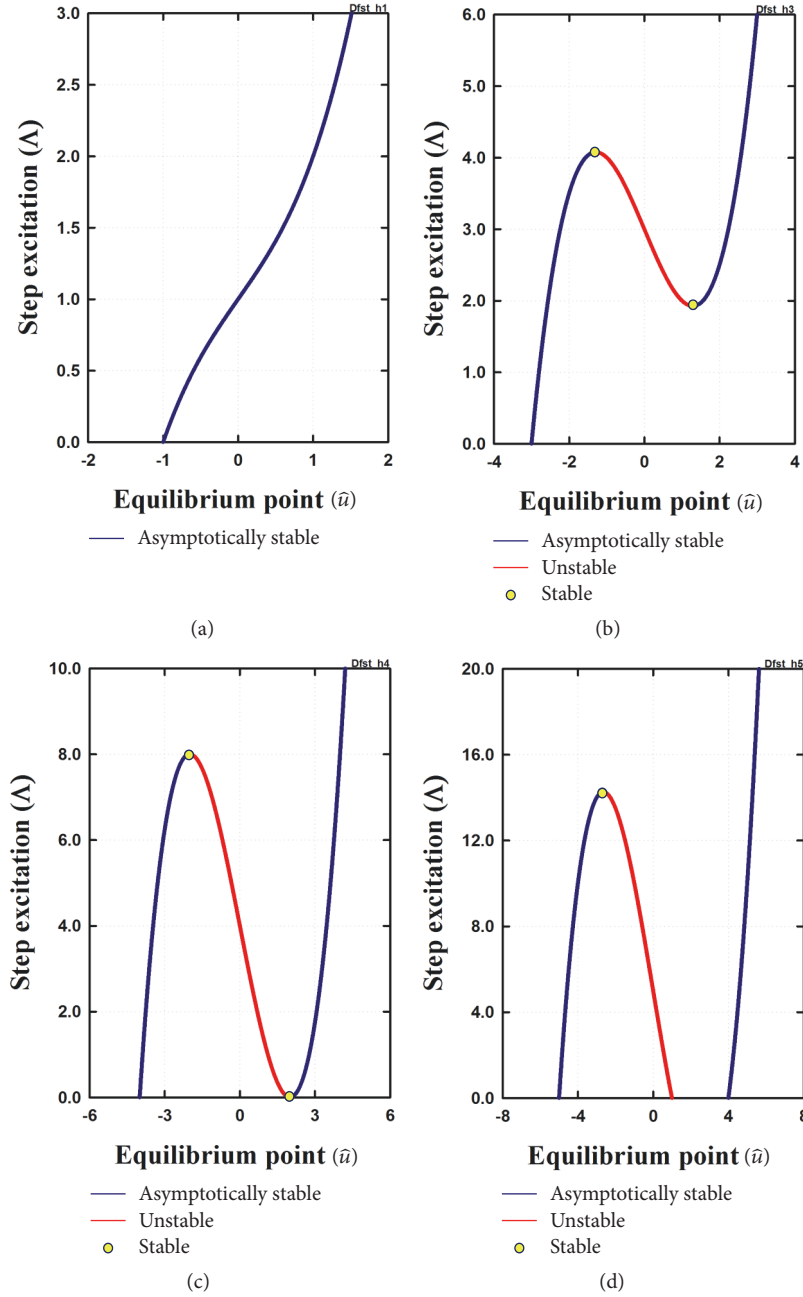 Dfst_h1
3.0
2.5
2.0
1.5
1.0
0.5
0.0
Step excitation (Λ)
-2 -1 0 1 2
Equilibrium point (û)
Asymptotically stable
(a)
Dfst_h3
6.0
5.0
4.0
3.0
2.0
1.0
0.0
Step excitation (Λ)
-4 -2 0 2 4
Equilibrium point (û)
Asymptotically stable
Unstable
Stable
(b)
Dfst_h4
10.0
8.0
6.0
4.0
2.0
0.0
Step excitation (Λ)
-6 -3 0 3 6
Equilibrium point (û)
Asymptotically stable
Unstable
Stable
(c)
Dfst_h5
20.0
16.0
12.0
8.0
4.0
0.0
Step excitation (Λ)
-8 -4 0 4 8
Equilibrium point (û)
Asymptotically stable
Unstable
Stable
(d)